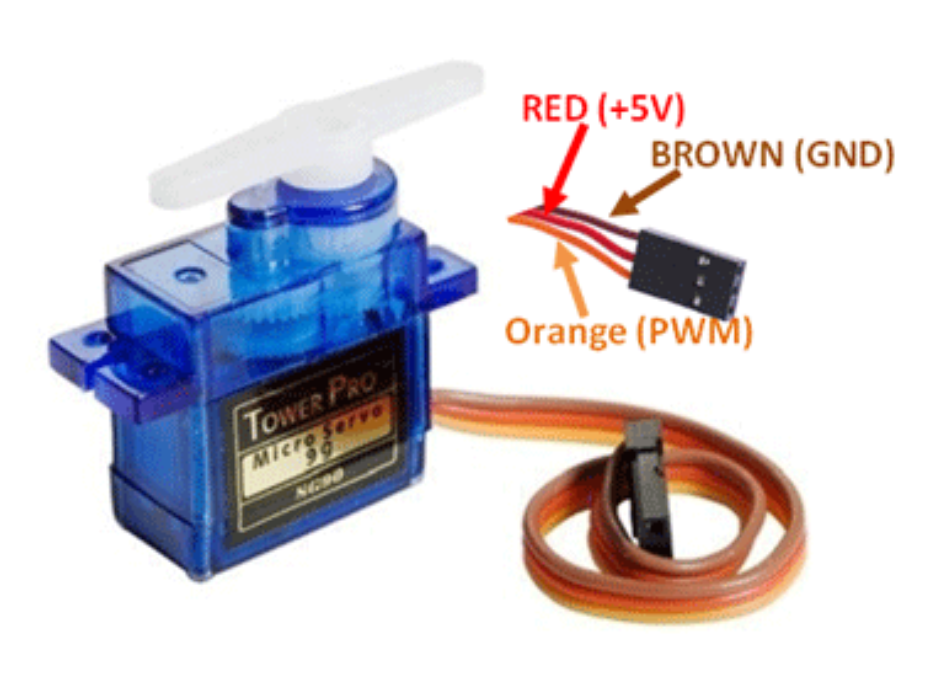 RED (+5V)
BROWN (GND)
Orange (PWM)
TOWER PRO
Micro Servo
9g
SG90